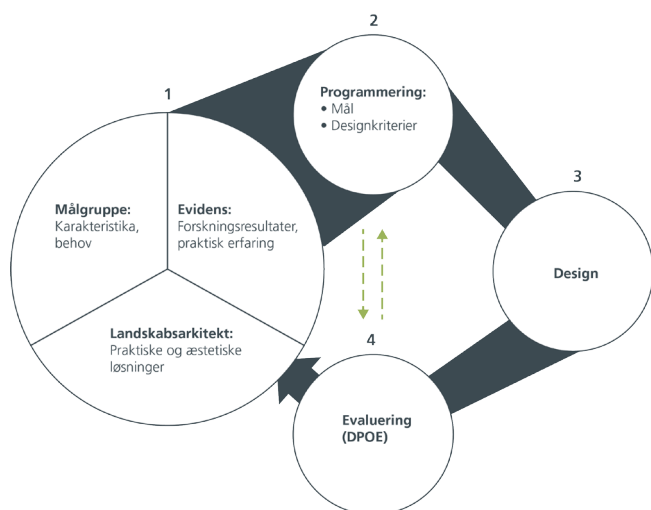 1
Målgruppe:
Karakteristika,
behov
Evidens:
Forskningsresultater,
praktisk erfaring
Landskabsarkitekt:
Praktiske og æstetiske
løsninger
2
Programmering:
• Mål
• Designkriterier
3
Design
4
Evaluering
(DPOE)